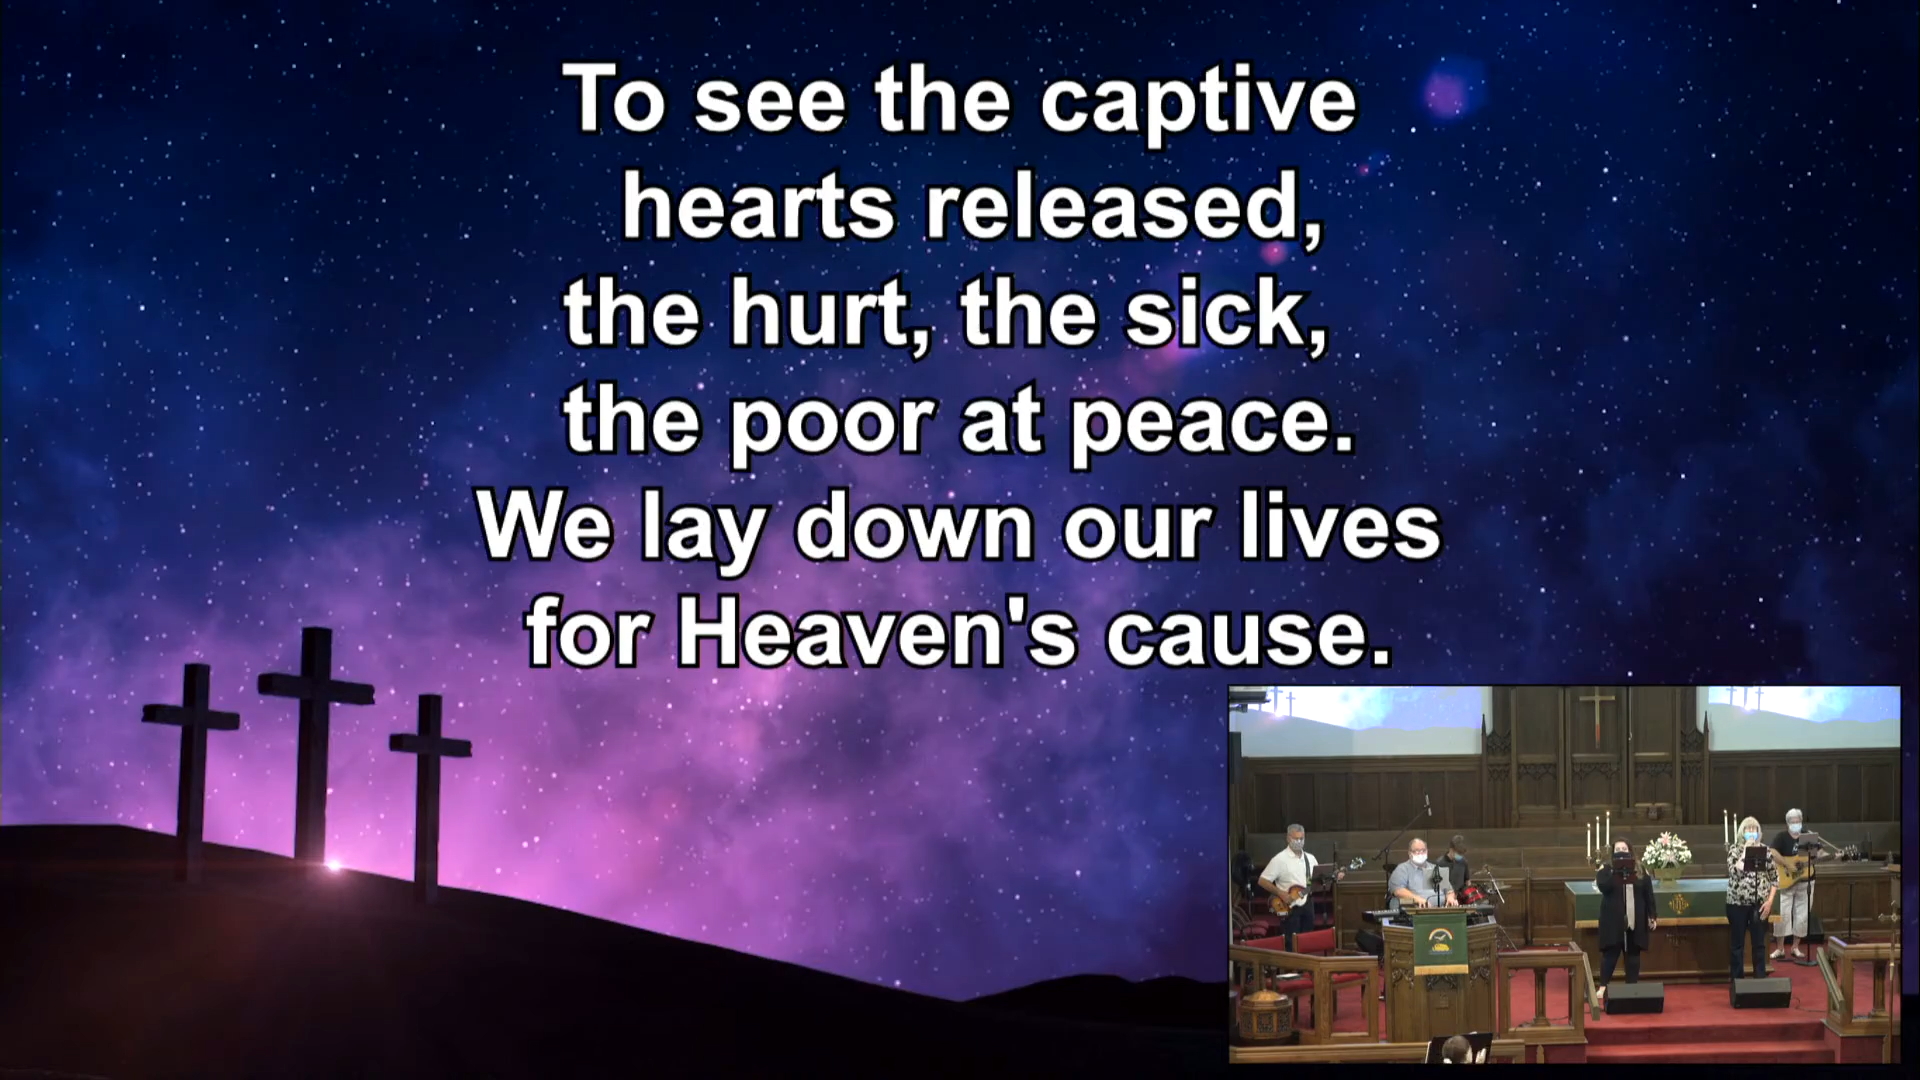 To see the captive
hearts released,
the hurt, the sick,
the poor at peace.
We lay down our lives
for Heaven's cause.